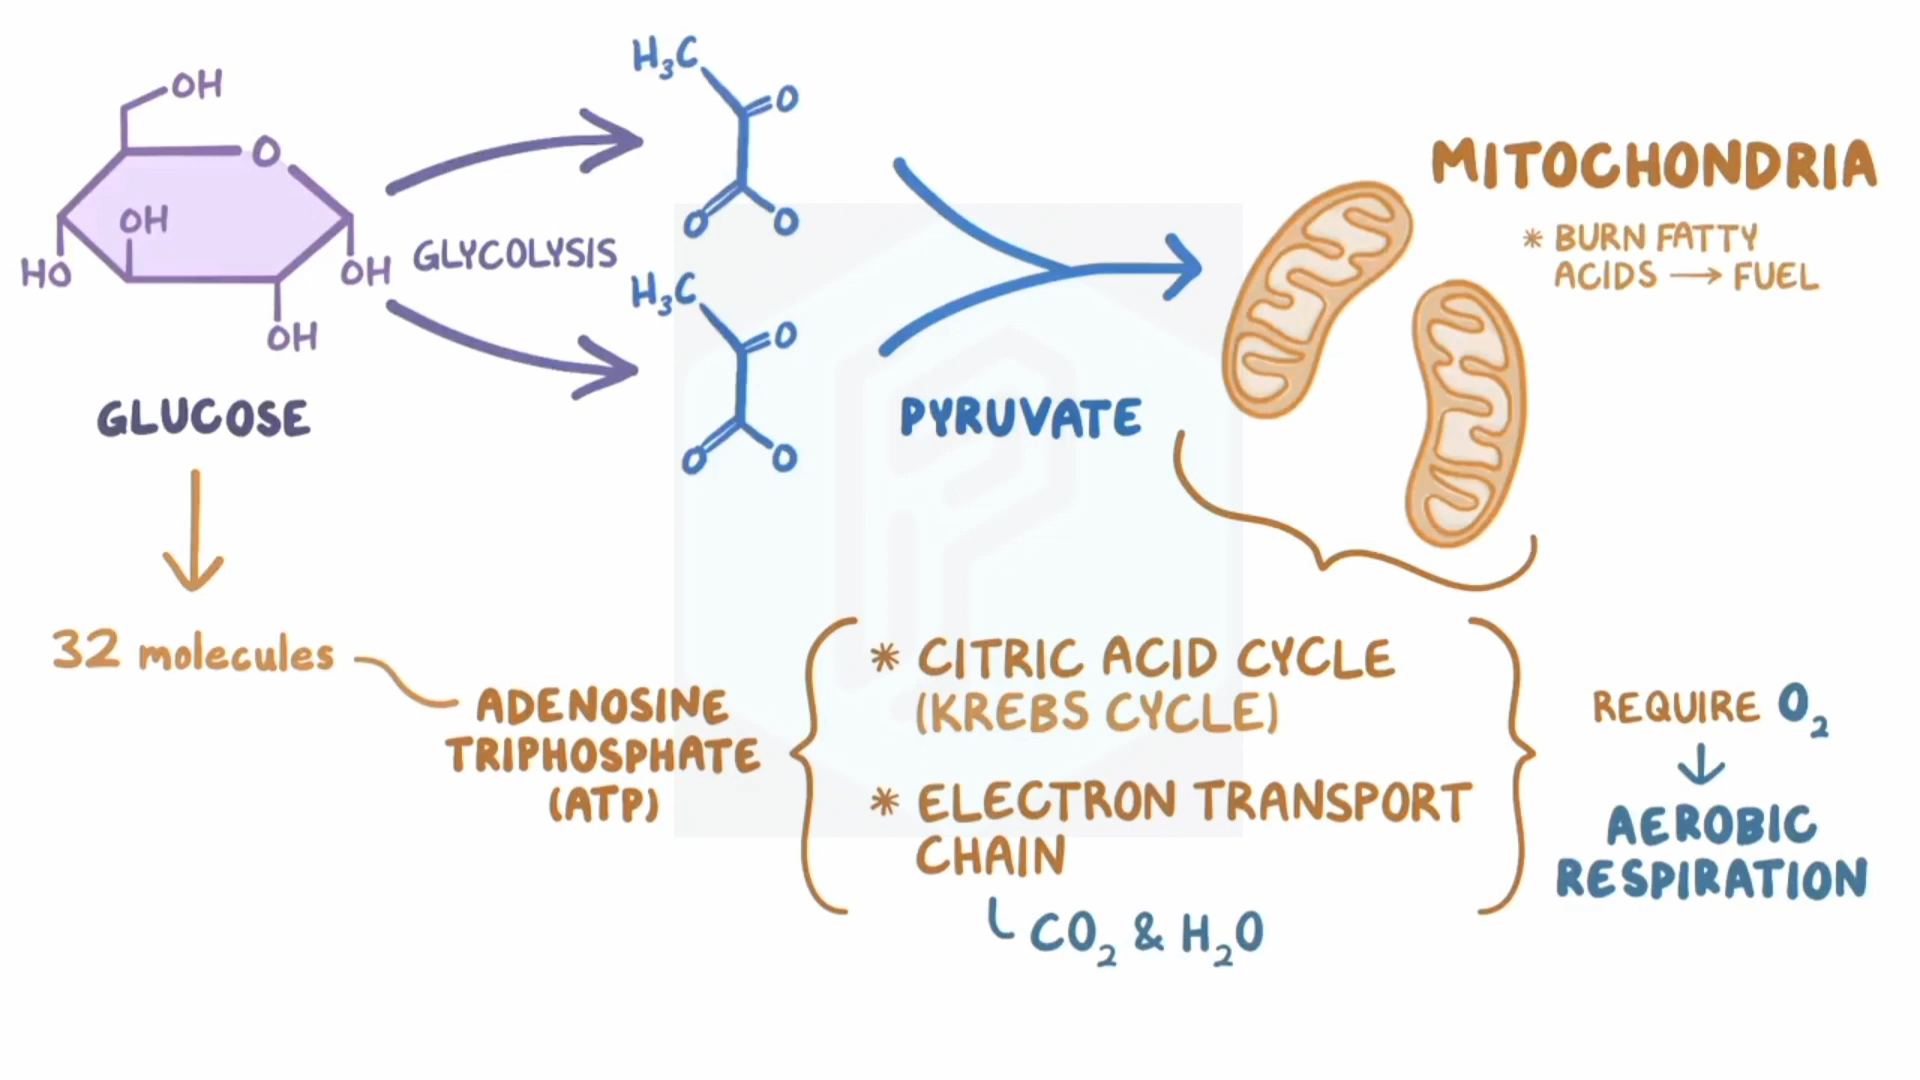 OH
O
OH
HO
OH
OH
GLUCOSE
GLYCOLYSIS
H₃C
O
O
O
H₃C
O
O
O
PYRUVATE
MITOCHONDRIA
* BURN FATTY
ACIDS → FUEL
32 molecules
ADENOSINE
TRIPHOSPHATE
(ATP)
* CITRIC ACID CYCLE
(KREBS CYCLE)
* ELECTRON TRANSPORT
CHAIN
CO₂ & H₂O
REQUIRE O₂
↓
AEROBIC
RESPIRATION